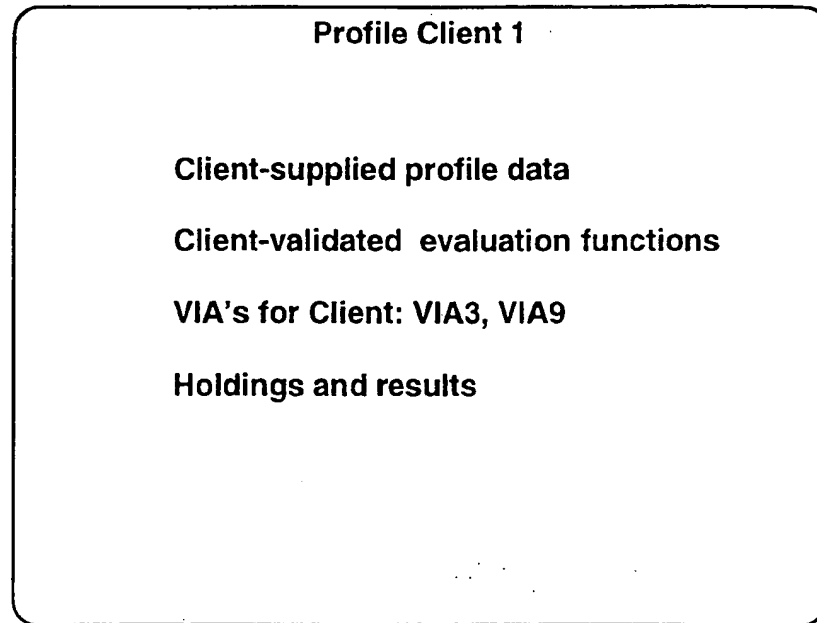 Profile Client 1
Client-supplied profile data
Client-validated evaluation functions
VIA's for Client: VIA3, VIA9
Holdings and results